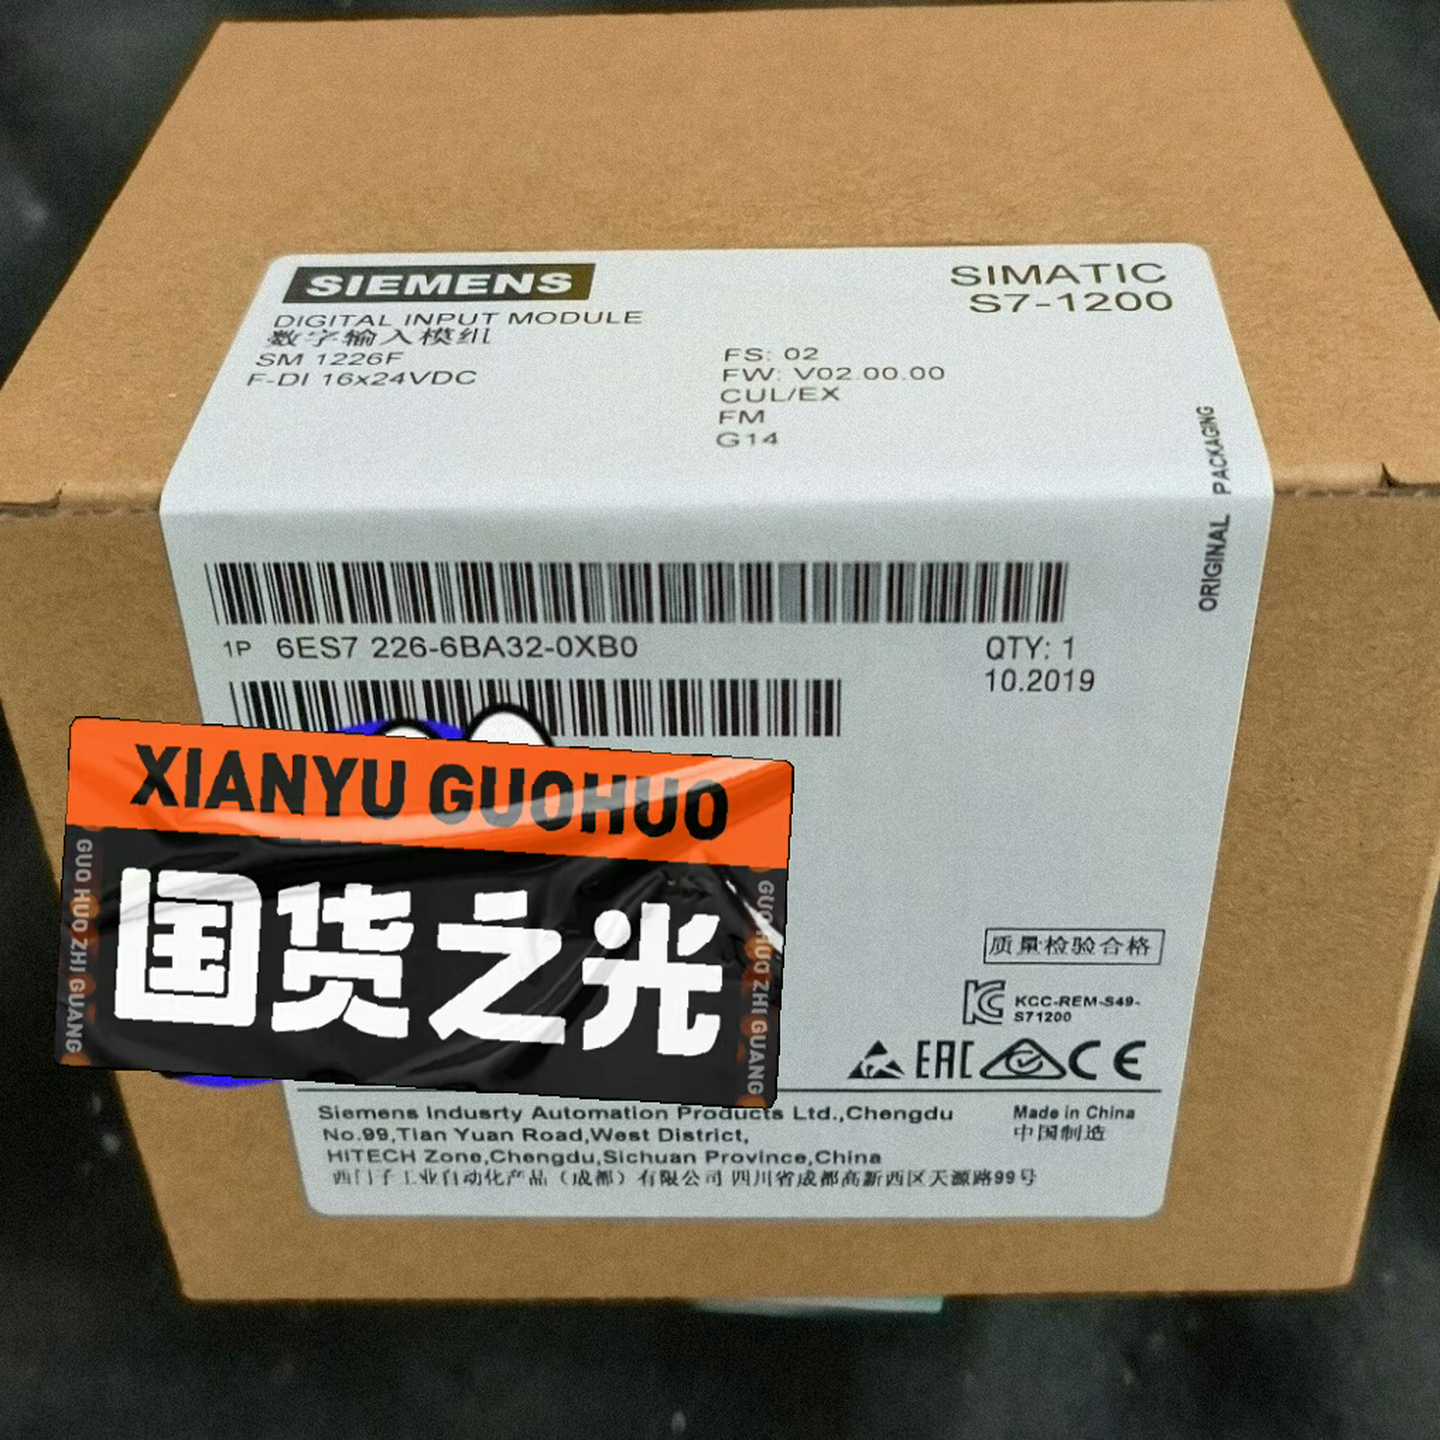 SIEMENS
SIMATIC
S7-1200
DIGITAL INPUT MODULE
数字输入模组
SM 1226F
F-DI 16x24VDC
FS: 02
FW: V02.00.00
CUL/EX
FM
G14
ORIGINAL PACKAGING
1P 6ES7 226-6BA32-0XB0
QTY: 1
10.2019
XIANYU GUOHUO
国货之光
GUO HUO ZHI GUANG
GUO HUO ZHI GUANG
质量检验合格
KCC-REM-S49-
S71200
EAC
CE
Siemens Indusrty Automation Products Ltd.,Chengdu
No.99,Tian Yuan Road,West District,
HITECH Zone,Chengdu,Sichuan Province,China
西门子工业自动化产品（成都）有限公司 四川省成都高新西区天源路99号
Made in China
中国制造